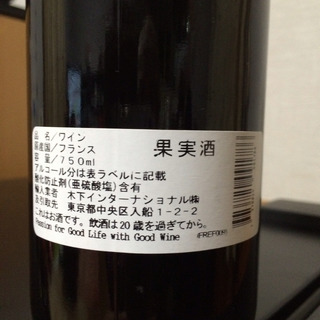 品　名／ワイン
原産国／フランス
容　量／750ml
果実酒
アルコール分は表ラベルに記載
酸化防止剤(亜硫酸塩)含有
輸入業者　木下インターナショナル㈱
及引取先　東京都中央区入船1-2-2
これはお酒です。飲酒は20歳を過ぎてから。
Passion for Good Life with Good Wine